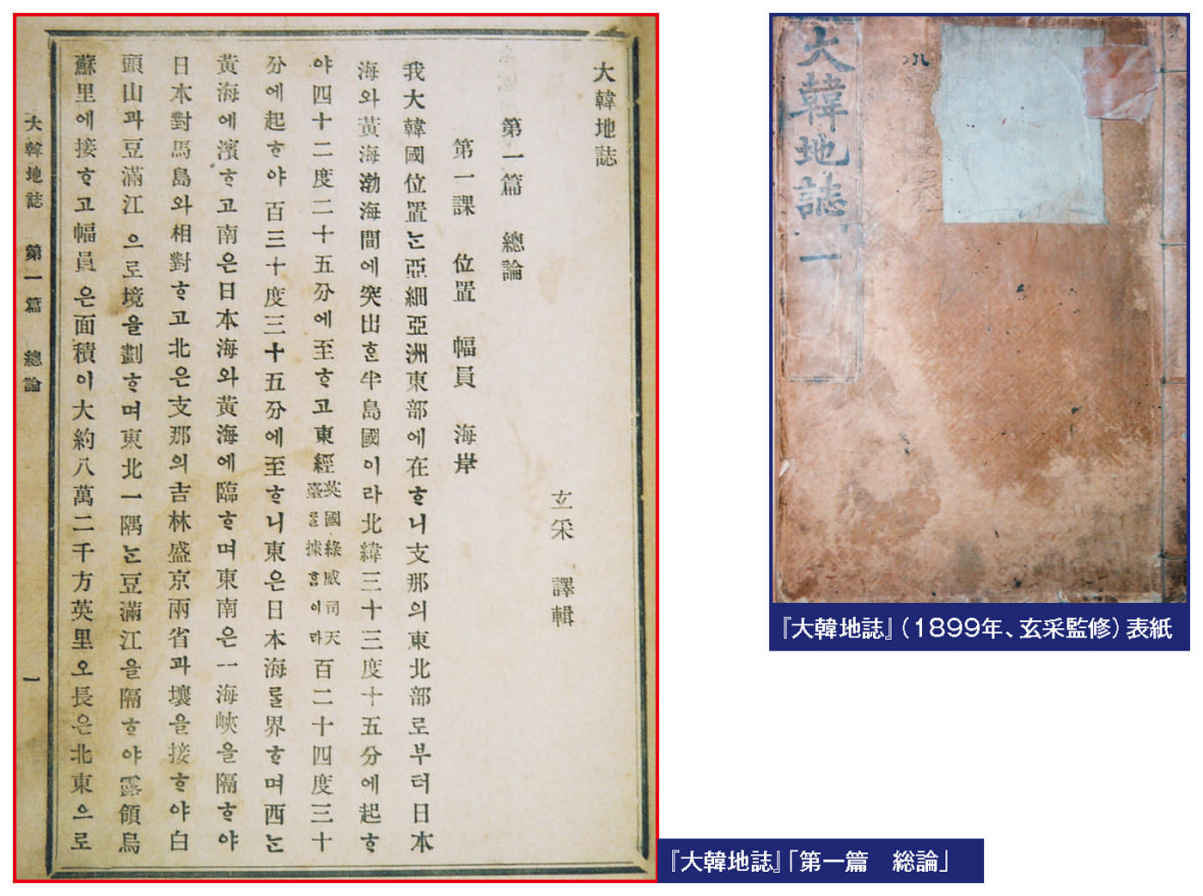 大韓地誌
玄采 譯輯
第一篇 總論
第一課 位置 幅員 海岸
我大韓國位置ᄂᆞᆫ亞細亞洲東部에在ᄒᆞ니支那의東北部로부터日本
海와黃海渤海間에突出ᄒᆞᆫ半島國이라北緯三十三度十五分에起ᄒᆞ
야四十二度二十五分에至ᄒᆞ고東經英國綠威司天臺를據홈이라百二十四度三十
分에起ᄒᆞ야百三十度三十五分에至ᄒᆞ니東은日本海를界ᄒᆞ며西ᄂᆞᆫ
黃海에濱ᄒᆞ고南은日本海와黃海에臨ᄒᆞ며東南은一海峽을隔ᄒᆞ야
日本對馬島와相對ᄒᆞ고北은支那의吉林盛京兩省과壤을接ᄒᆞ야白
頭山과豆滿江으로境을劃ᄒᆞ며東北一隅ᄂᆞᆫ豆滿江을隔ᄒᆞ야露領烏
蘇里에接ᄒᆞ고幅員은面積이大約八萬二千方英里오長은北東으로
大韓地誌 第一篇 總論 一
『大韓地誌』「第一篇　総論」
大韓地誌 一
『大韓地誌』（1899年、玄采監修）表紙